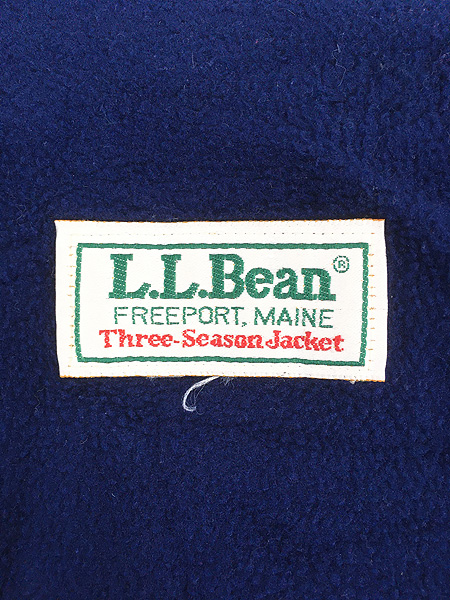 L.L.Bean®
FREEPORT, MAINE
Three-Season Jacket